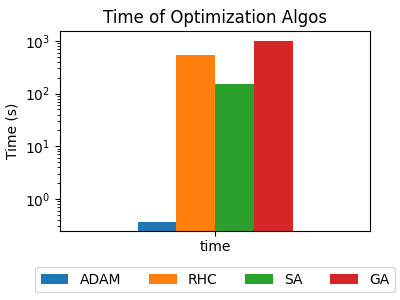 Time of Optimization Algos
10³
10²
10¹
10⁰
Time (s)
time
ADAM RHC SA GA